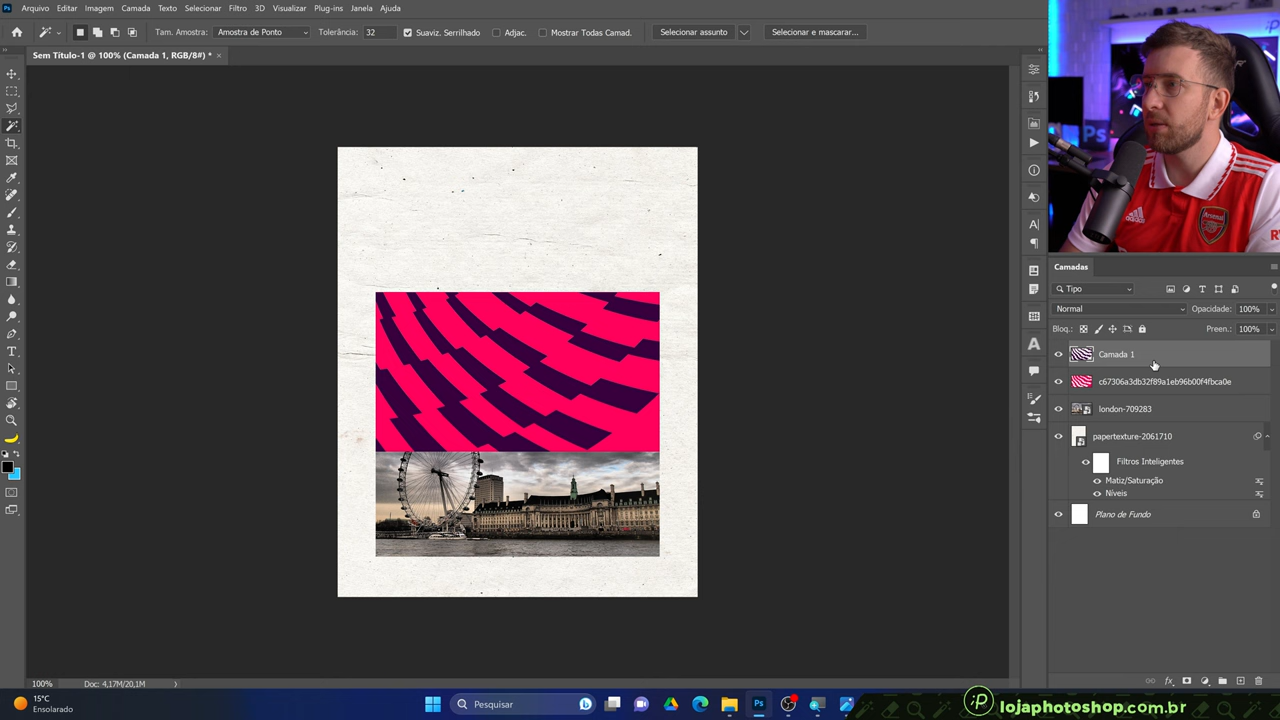 Arquivo Editar Imagem Camada Texto Selecionar Filtro 3D Visualizar Plug-ins Janela Ajuda
Tam. Amostra: Amostra de Ponto Tolerância: 32 Suaviz. Serrilhado Adjac. Mostrar Todas Camad. Selecionar assunto Selecionar e mascarar...
Sem Título-1 @ 100% (Camada 1, RGB/8#) *
Camadas
Tipo
Normal Opacidade: 100%
Bloq.: Preen.: 100%
Camada 1
67306a3db32f89a1eb96b00f4fbca0e
london-709283
papertexture-2061710
Filtros Inteligentes
Matiz/Saturação
Níveis
Plano de Fundo
100% Doc: 4,17M/20,1M
15°C
Ensolarado
Pesquisar
lojaphotoshop.com.br
Arsenal